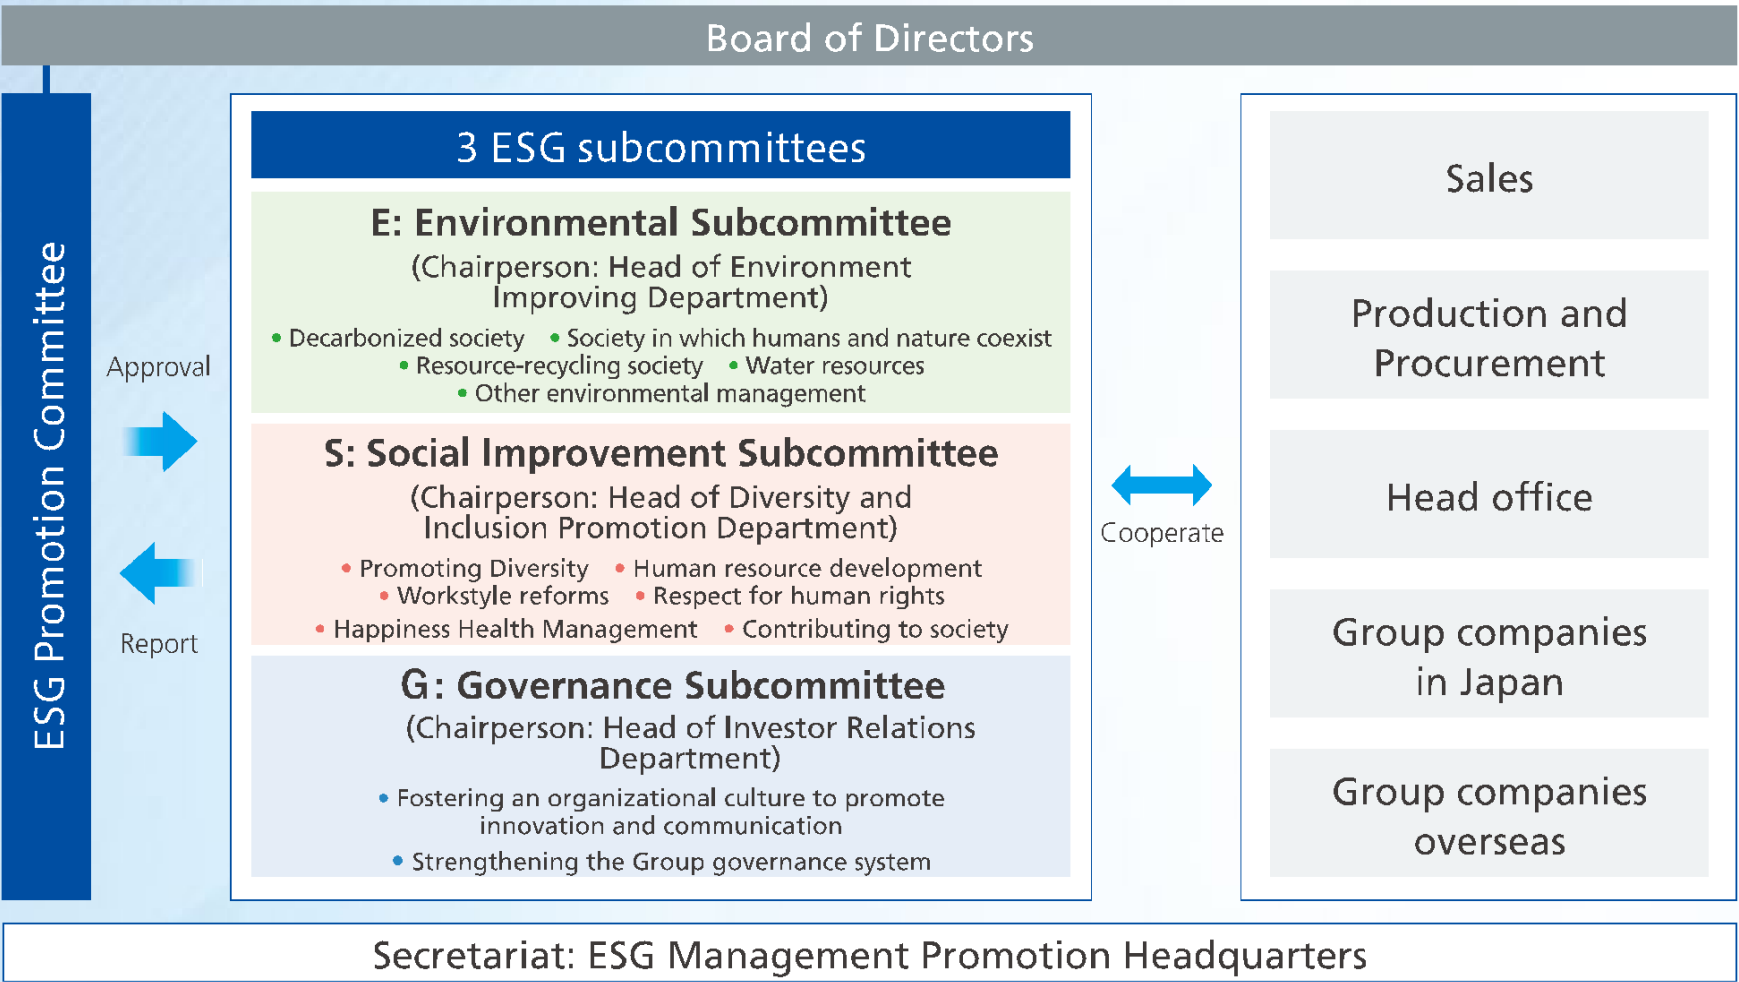 Board of Directors
ESG Promotion Committee
Approval
Report
3 ESG subcommittees
E: Environmental Subcommittee
(Chairperson: Head of Environment
Improving Department)
• Decarbonized society • Society in which humans and nature coexist
• Resource-recycling society • Water resources
• Other environmental management
S: Social Improvement Subcommittee
(Chairperson: Head of Diversity and
Inclusion Promotion Department)
• Promoting Diversity • Human resource development
• Workstyle reforms • Respect for human rights
• Happiness Health Management • Contributing to society
G: Governance Subcommittee
(Chairperson: Head of Investor Relations
Department)
• Fostering an organizational culture to promote
innovation and communication
• Strengthening the Group governance system
Cooperate
Sales
Production and
Procurement
Head office
Group companies
in Japan
Group companies
overseas
Secretariat: ESG Management Promotion Headquarters